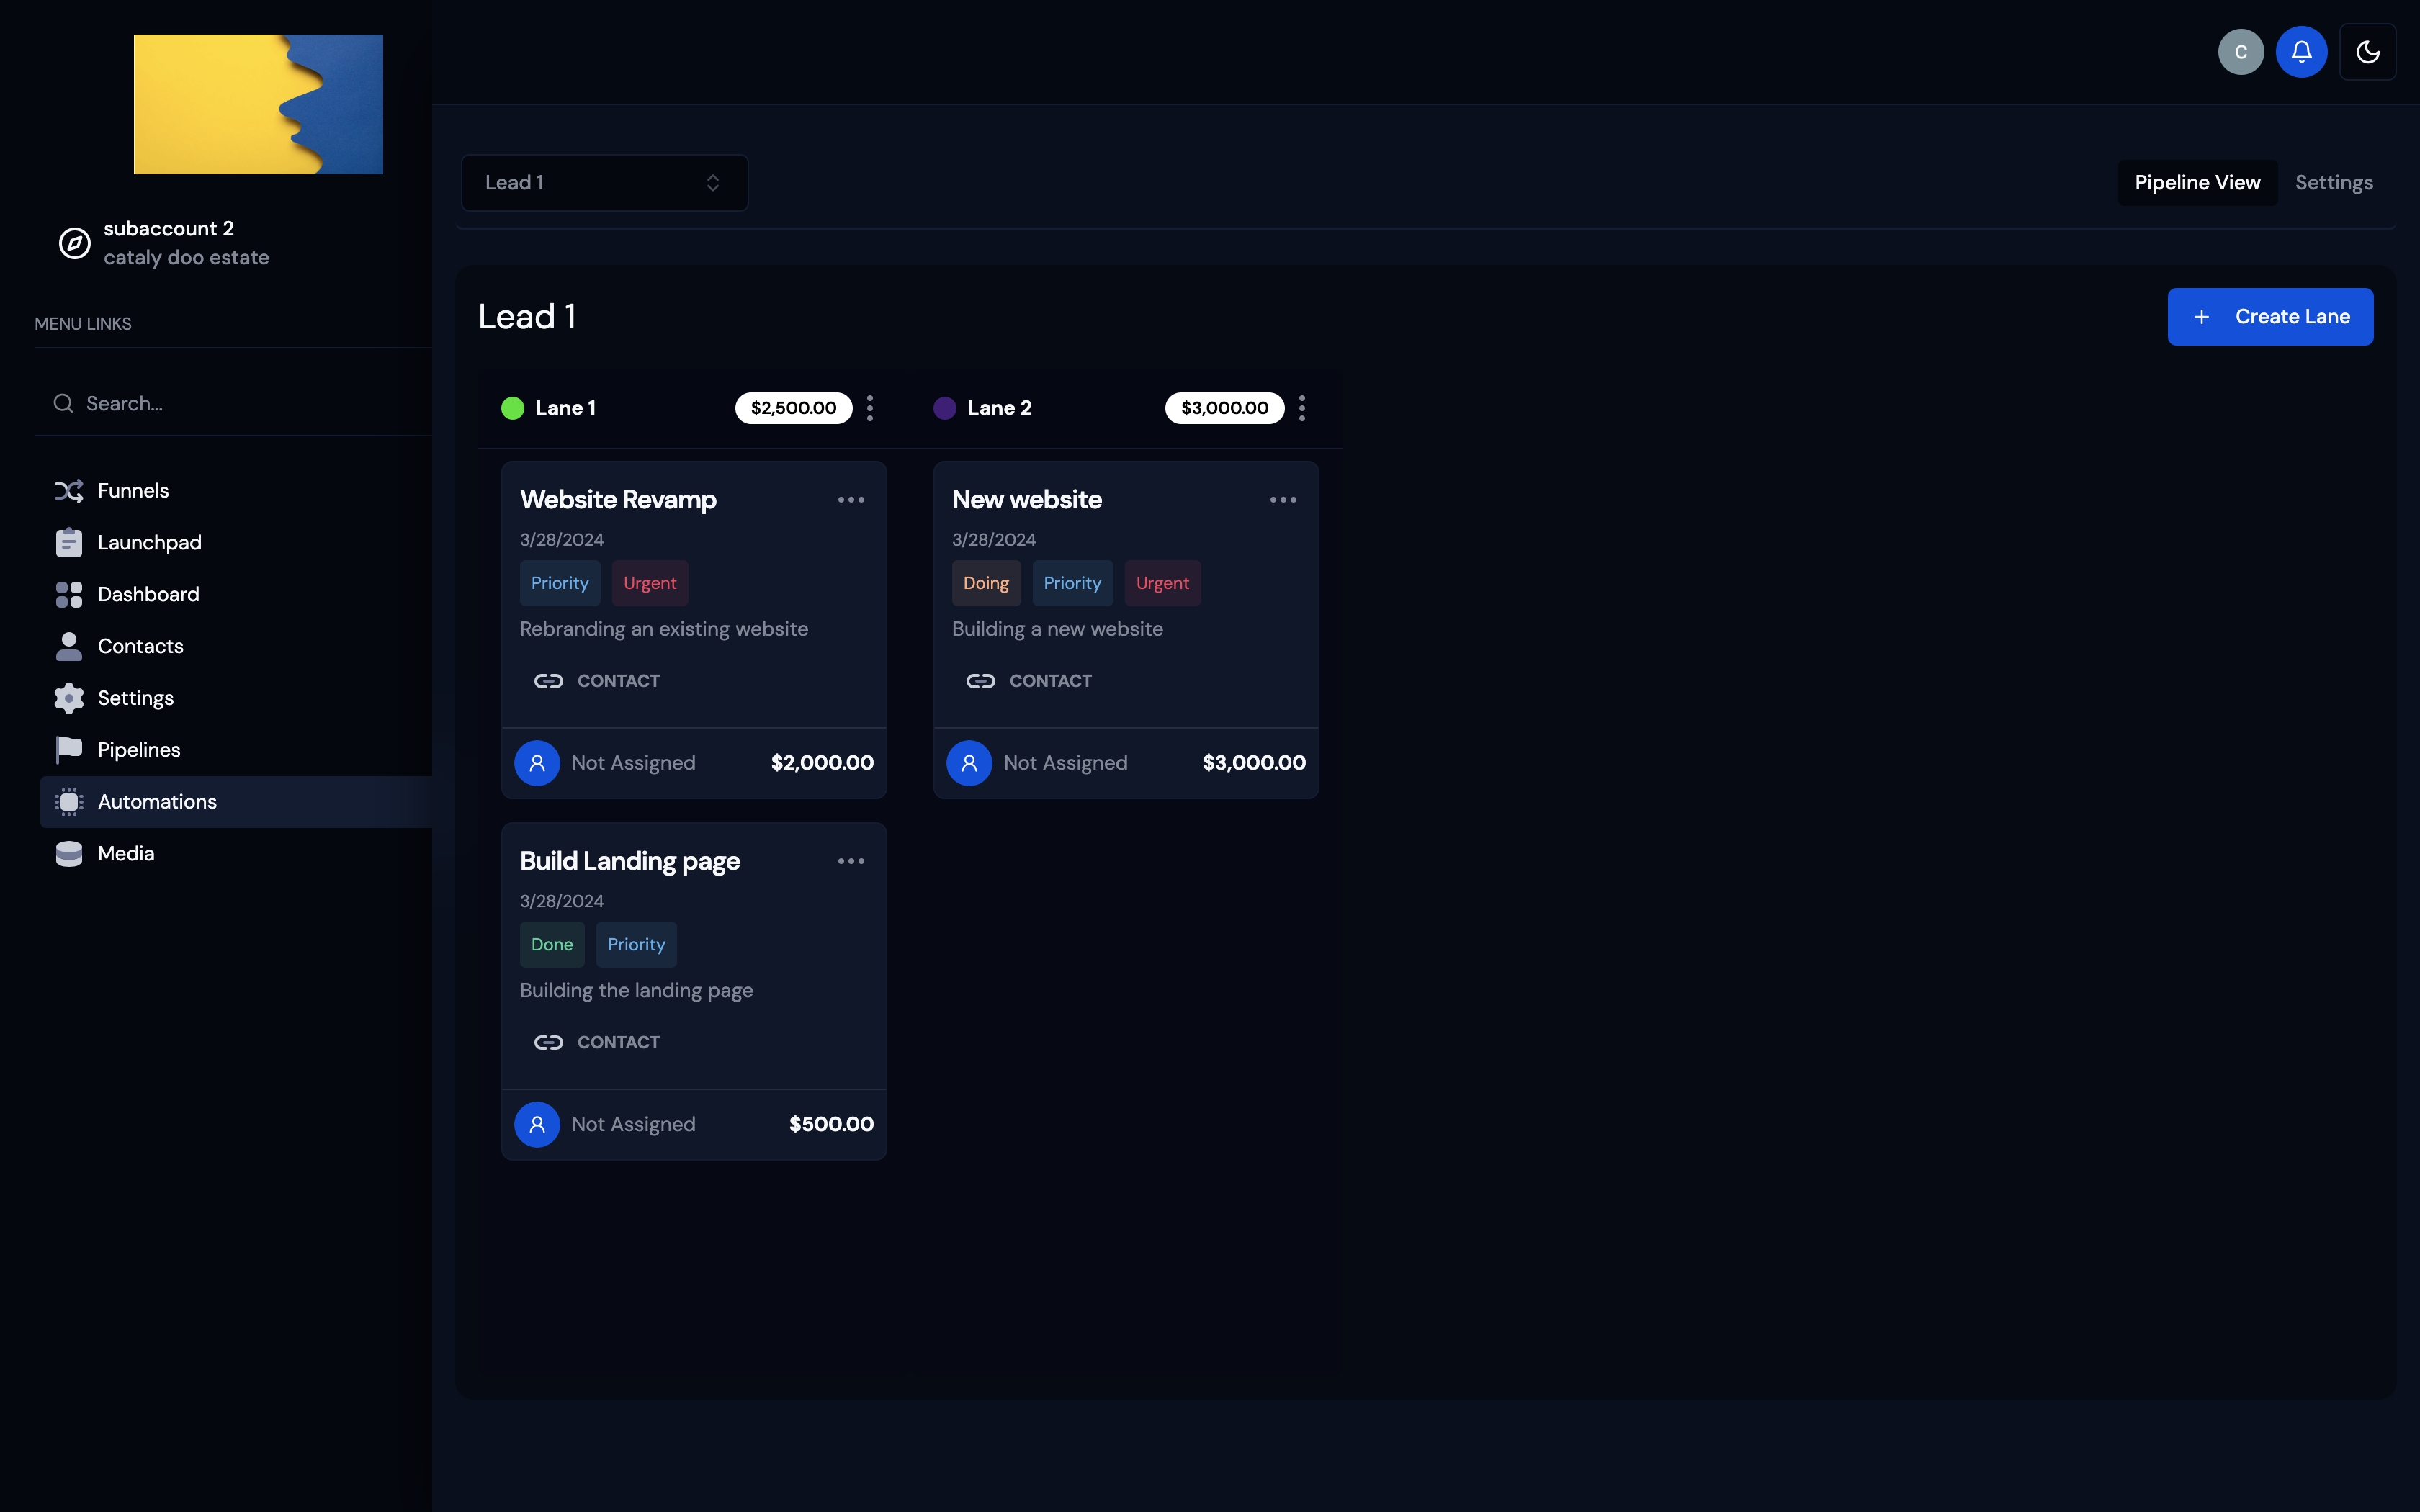 subaccount 2
cataly doo estate
MENU LINKS
Search...
Funnels
Launchpad
Dashboard
Contacts
Settings
Pipelines
Automations
Media
C
Lead 1
Pipeline View
Settings
Lead 1
+ Create Lane
Lane 1
$2,500.00
Website Revamp
3/28/2024
Priority Urgent
Rebranding an existing website
CONTACT
Not Assigned $2,000.00
Build Landing page
3/28/2024
Done Priority
Building the landing page
CONTACT
Not Assigned $500.00
Lane 2
$3,000.00
New website
3/28/2024
Doing Priority Urgent
Building a new website
CONTACT
Not Assigned $3,000.00